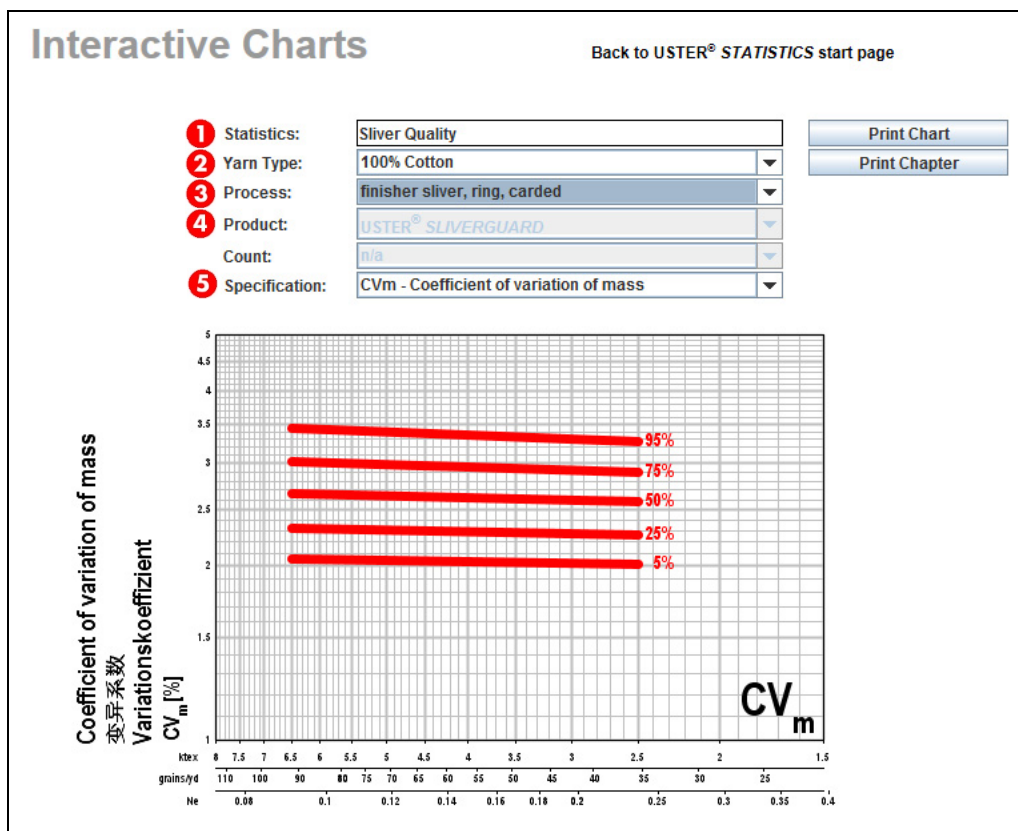 Interactive Charts
Back to USTER® STATISTICS start page
1 Statistics: Sliver Quality Print Chart
2 Yarn Type: 100% Cotton Print Chapter
3 Process: finisher sliver, ring, carded
4 Product: USTER® SLIVERGUARD
Count: n/a
5 Specification: CVm - Coefficient of variation of mass
Coefficient of variation of mass
变异系数
Variationskoeffizient
CVm[%]
5
4.5
4
3.5
3
2.5
2
1.5
1
95%
75%
50%
25%
5%
CVm
ktex 8 7.5 7 6.5 6 5.5 5 4.5 4 3.5 3 2.5 2 1.5
grains/yd 110 100 90 80 75 70 65 60 55 50 45 40 35 30 25
Ne 0.08 0.1 0.12 0.14 0.16 0.18 0.2 0.25 0.3 0.35 0.4